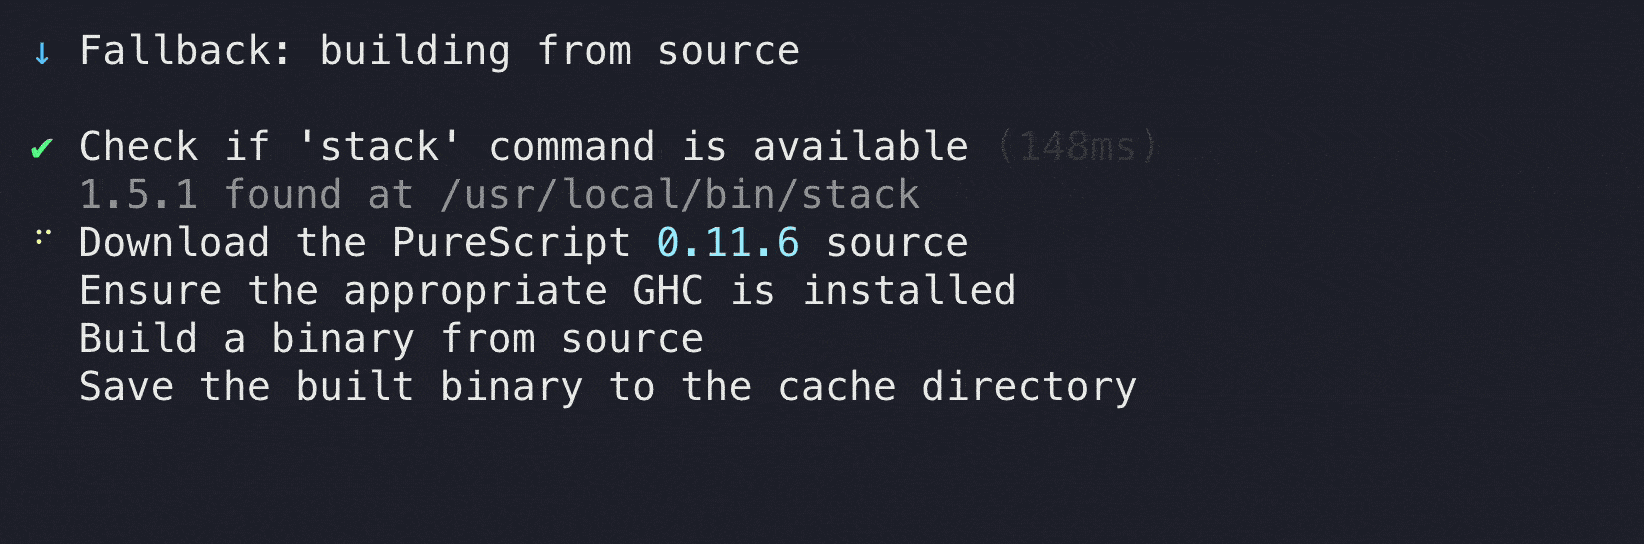 ↓ Fallback: building from source
✔ Check if 'stack' command is available (148ms)
1.5.1 found at /usr/local/bin/stack
⠋ Download the PureScript 0.11.6 source
Ensure the appropriate GHC is installed
Build a binary from source
Save the built binary to the cache directory